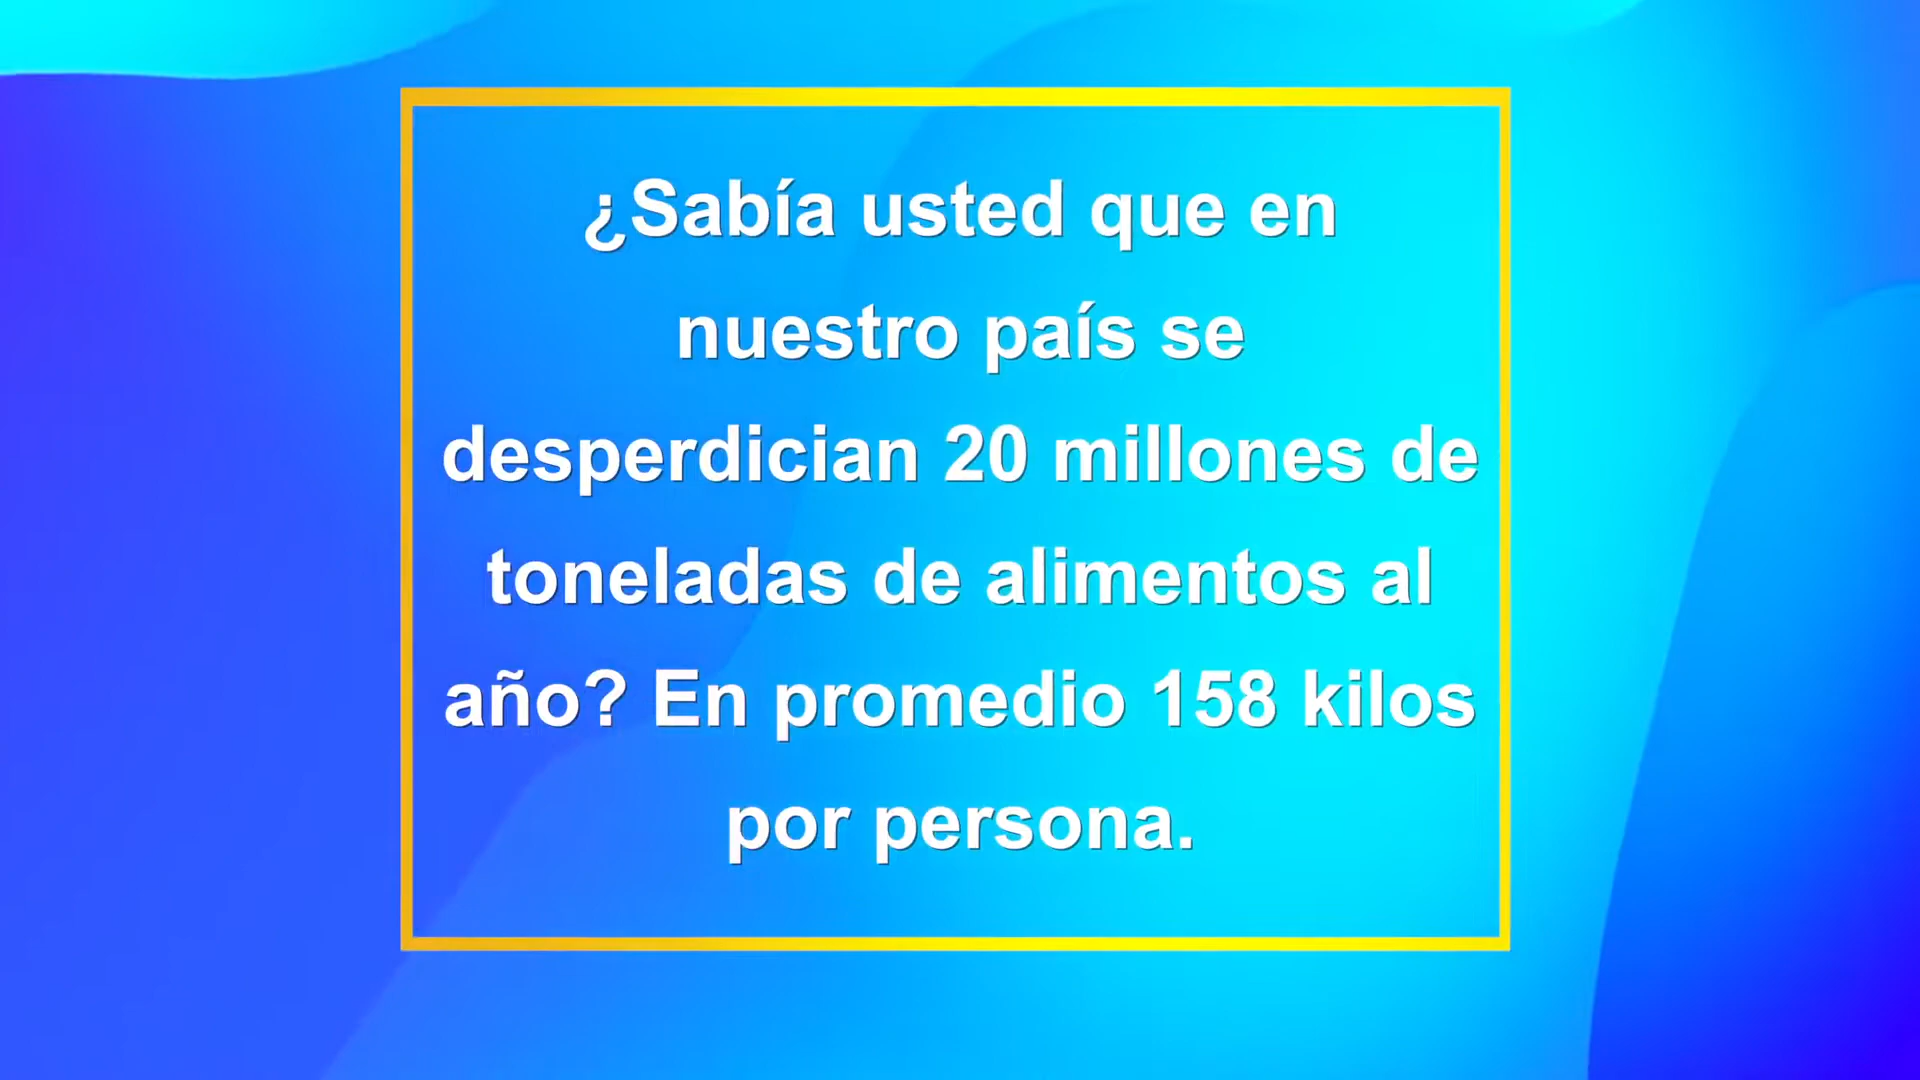 ¿Sabía usted que en
nuestro país se
desperdician 20 millones de
toneladas de alimentos al
año? En promedio 158 kilos
por persona.